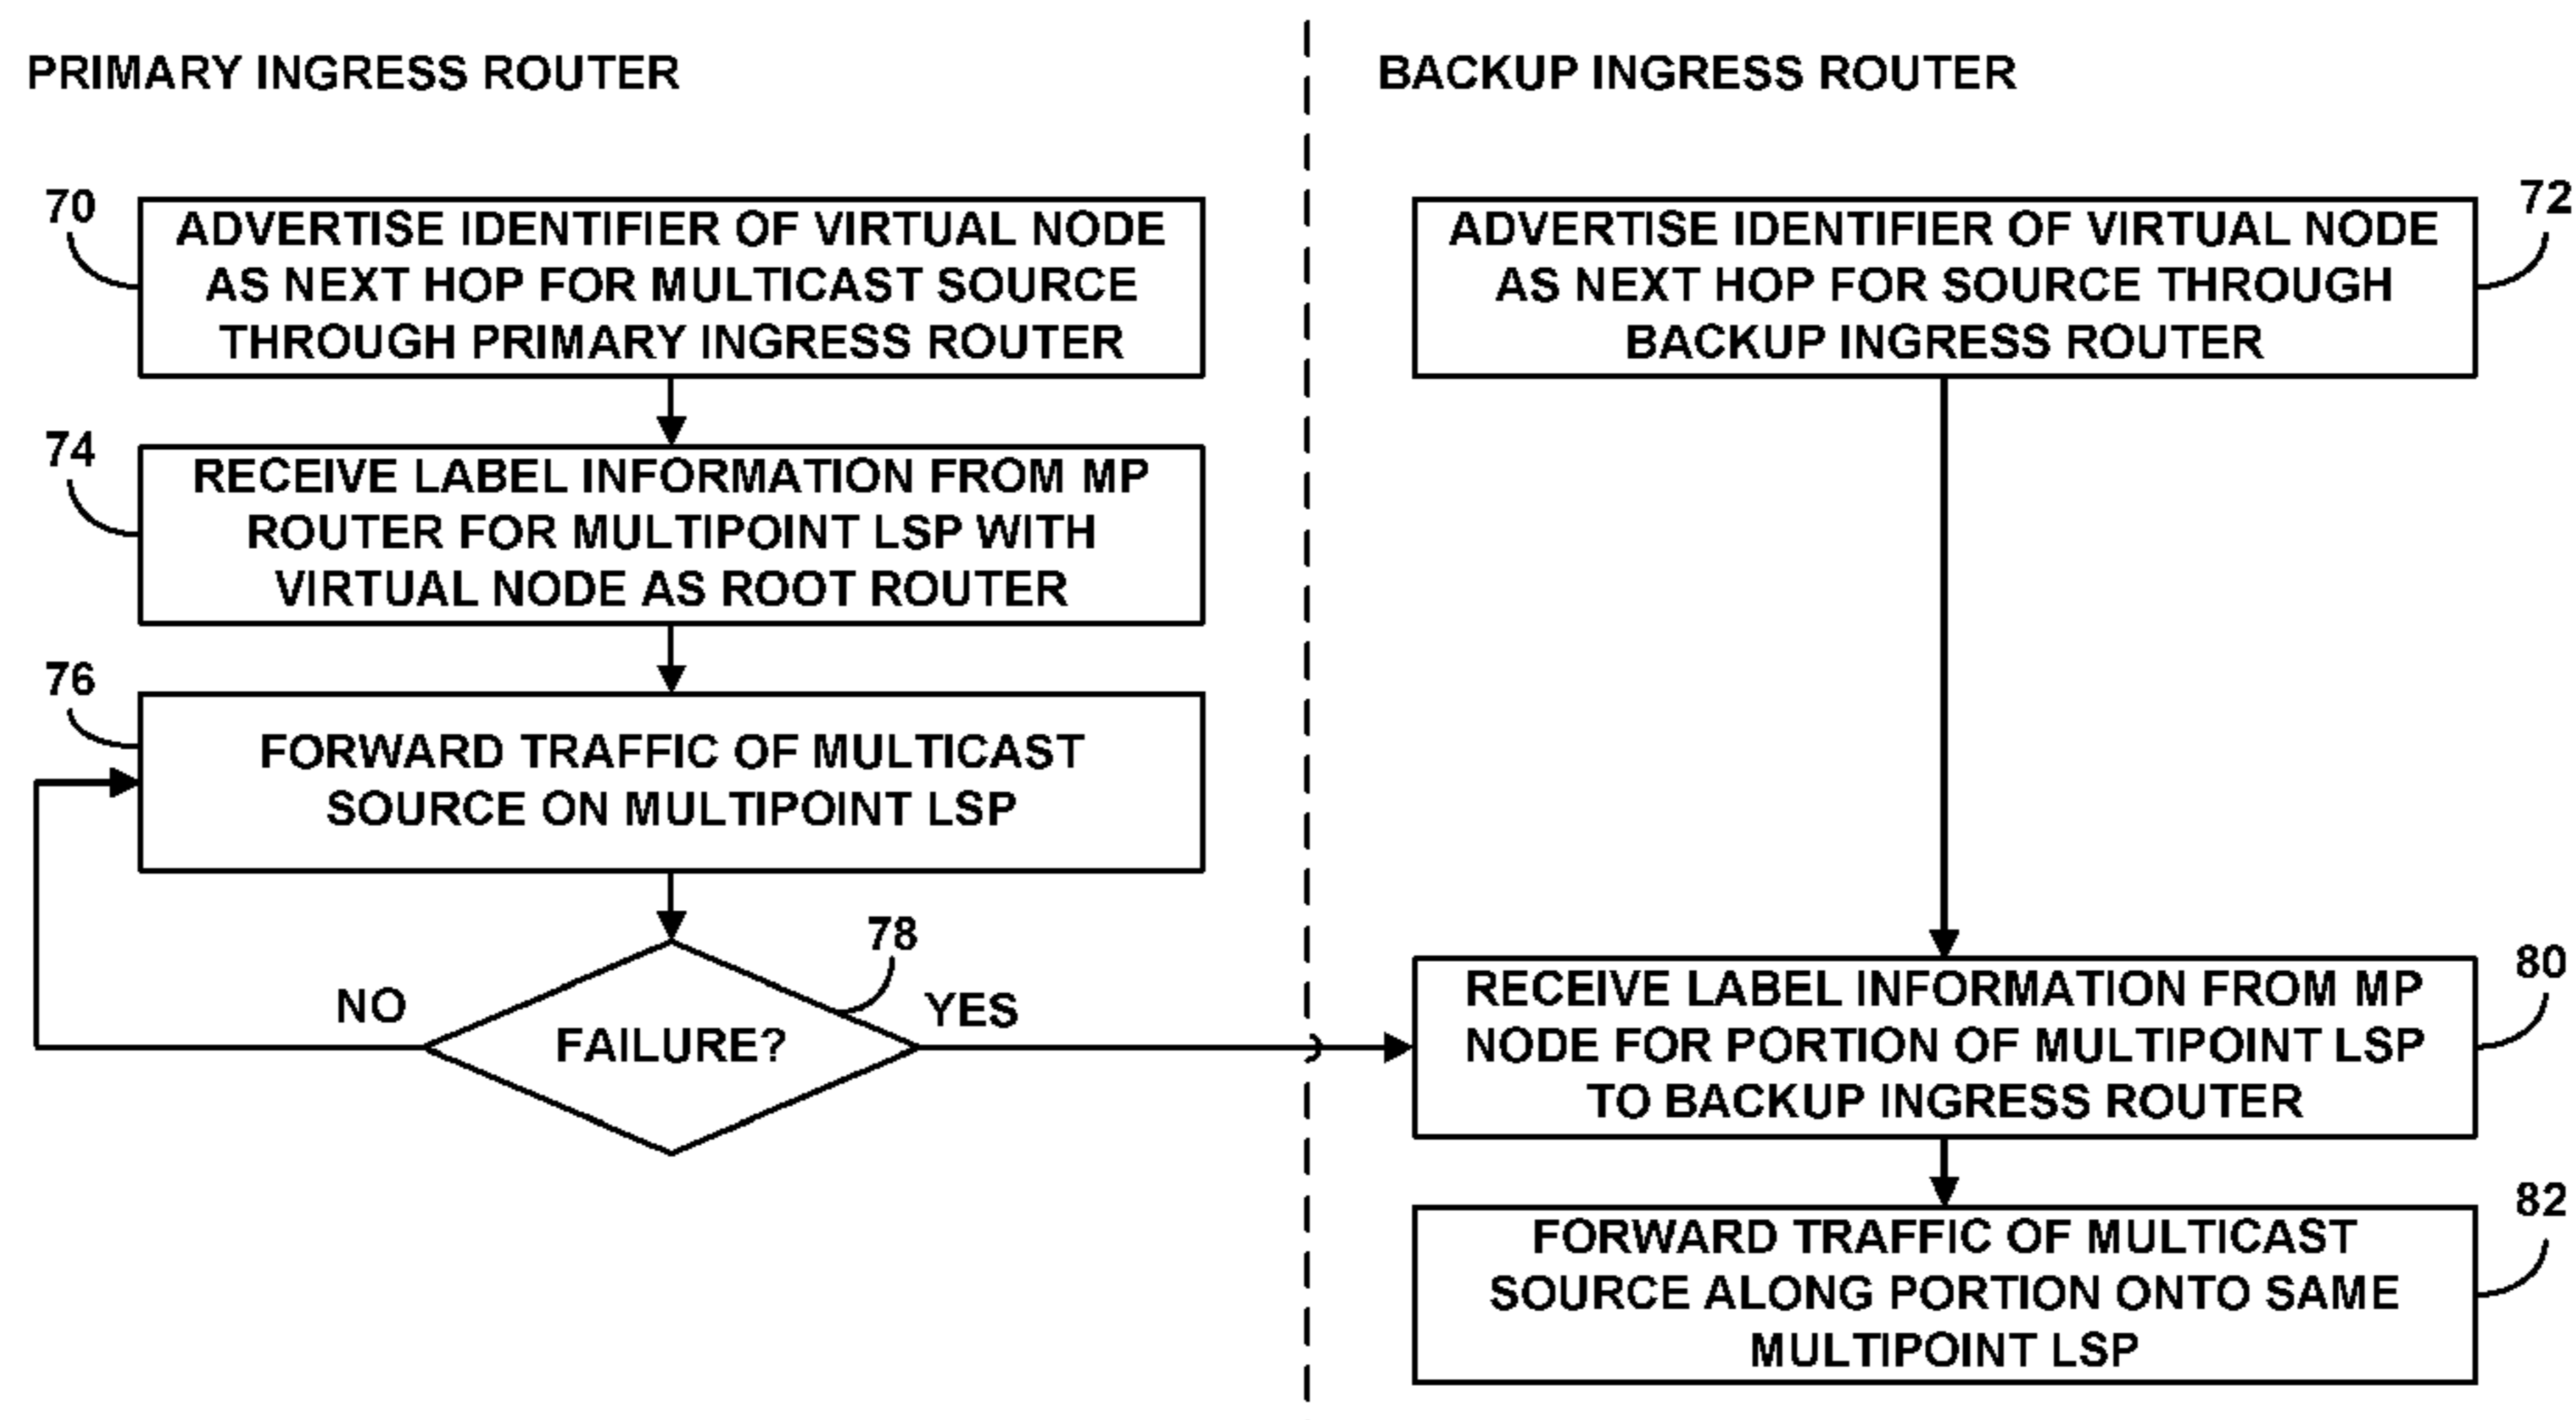 PRIMARY INGRESS ROUTER
BACKUP INGRESS ROUTER
70
ADVERTISE IDENTIFIER OF VIRTUAL NODE
AS NEXT HOP FOR MULTICAST SOURCE
THROUGH PRIMARY INGRESS ROUTER
72
ADVERTISE IDENTIFIER OF VIRTUAL NODE
AS NEXT HOP FOR SOURCE THROUGH
BACKUP INGRESS ROUTER
74
RECEIVE LABEL INFORMATION FROM MP
ROUTER FOR MULTIPOINT LSP WITH
VIRTUAL NODE AS ROOT ROUTER
76
FORWARD TRAFFIC OF MULTICAST
SOURCE ON MULTIPOINT LSP
78
NO
FAILURE?
YES
80
RECEIVE LABEL INFORMATION FROM MP
NODE FOR PORTION OF MULTIPOINT LSP
TO BACKUP INGRESS ROUTER
82
FORWARD TRAFFIC OF MULTICAST
SOURCE ALONG PORTION ONTO SAME
MULTIPOINT LSP